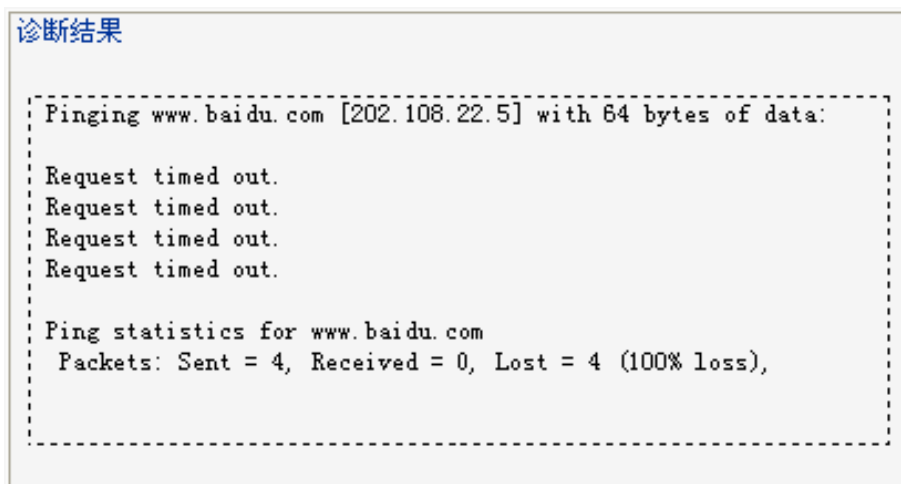 诊断结果
Pinging www.baidu.com [202.108.22.5] with 64 bytes of data:
Request timed out.
Request timed out.
Request timed out.
Request timed out.
Ping statistics for www.baidu.com
Packets: Sent = 4, Received = 0, Lost = 4 (100% loss),